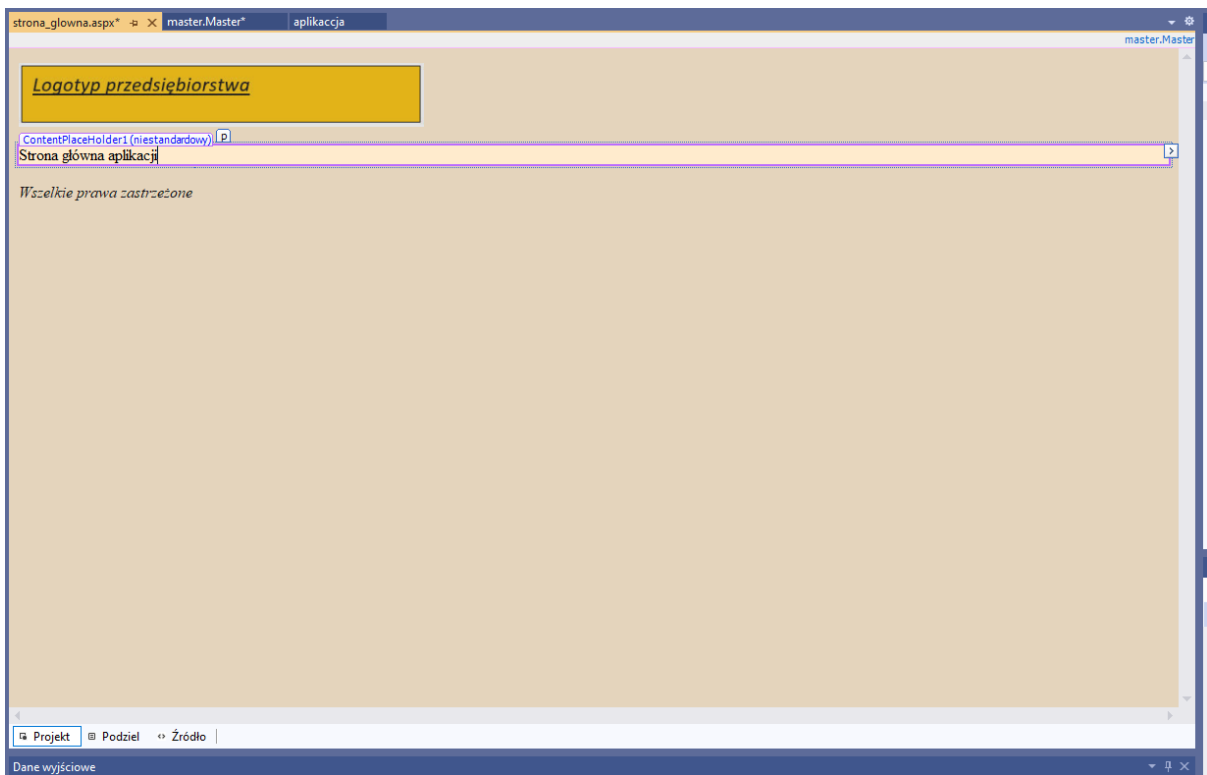 strona_glowna.aspx* master.Master* aplikaccja
master.Master
Logotyp przedsiębiorstwa
ContentPlaceHolder1 (niestandardowy) p
Strona główna aplikacji
Wszelkie prawa zastrzeżone
Projekt Podziel Źródło
Dane wyjściowe